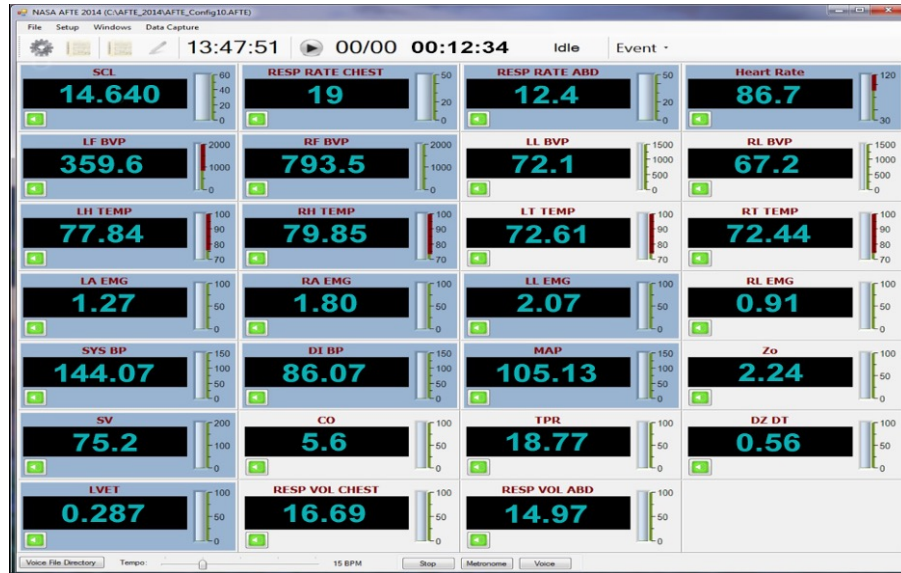 NASA AFTE 2014 (C:\AFTE_2014\AFTE_Config10.AFTE)
File Setup Windows Data Capture
13:47:51 00/00 00:12:34 Idle Event
SCL RESP RATE CHEST RESP RATE ABD Heart Rate
14.640 60 40 20 0 19 50 20 0 12.4 50 20 0 86.7 120 30
LF BVP RF BVP LL BVP RL BVP
359.6 2000 1000 0 793.5 2000 1000 0 72.1 1500 1000 500 0 67.2 1500 1000 500 0
LH TEMP RH TEMP LT TEMP RT TEMP
77.84 100 90 80 70 79.85 100 90 80 70 72.61 100 90 80 70 72.44 100 90 80 70
LA EMG RA EMG LL EMG RL EMG
1.27 100 50 0 1.80 100 50 0 2.07 100 50 0 0.91 100 50 0
SYS BP DI BP MAP Zo
144.07 150 100 50 0 86.07 150 100 50 0 105.13 150 100 50 0 2.24 100 50 0
SV CO TPR DZ DT
75.2 200 100 0 5.6 100 50 0 18.77 100 50 0 0.56 100 50 0
LVET RESP VOL CHEST RESP VOL ABD
0.287 100 50 0 16.69 100 50 0 14.97 100 50 0
Voice File Directory Tempo: 15 BPM Stop Metronome Voice